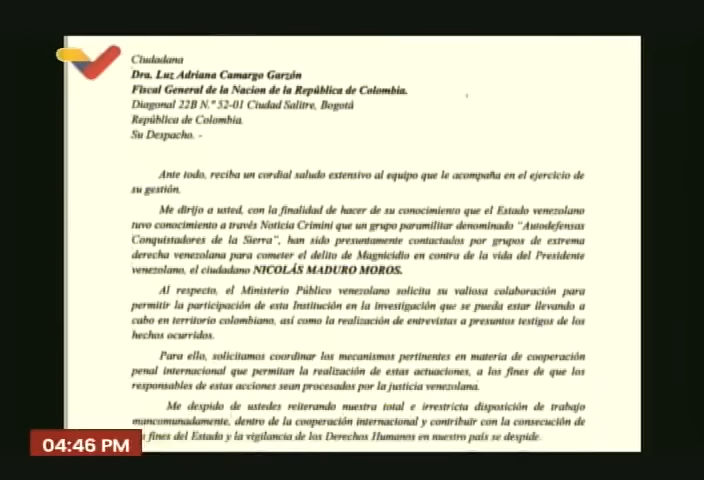 Ciudadana
Dra. Luz Adriana Camargo Garzón
Fiscal General de la Nacion de la República de Colombia.
Diagonal 22B N.º 52-01 Ciudad Salitre, Bogotá
República de Colombia.
Su Despacho. -
Ante todo, reciba un cordial saludo extensivo al equipo que le acompaña en el ejercicio de
su gestión.
Me dirijo a usted, con la finalidad de hacer de su conocimiento que el Estado venezolano
tuvo conocimiento a través Noticia Crimini que un grupo paramilitar denominado "Autodefensas
Conquistadores de la Sierra", han sido presuntamente contactados por grupos de extrema
derecha venezolana para cometer el delito de Magnicidio en contra de la vida del Presidente
venezolano, el ciudadano NICOLÁS MADURO MOROS.
Al respecto, el Ministerio Público venezolano solicita su valiosa colaboración para
permitir la participación de esta Institución en la investigación que se pueda estar llevando a
cabo en territorio colombiano, así como la realización de entrevistas a presuntos testigos de los
hechos ocurridos.
Para ello, solicitamos coordinar los mecanismos pertinentes en materia de cooperación
penal internacional que permitan la realización de estas actuaciones, a los fines de que los
responsables de estas acciones sean procesados por la justicia venezolana.
Me despido de ustedes reiterando nuestra total e irrestricta disposición de trabajo
mancomunadamente, dentro de la cooperación internacional y contribuir con la consecución de
fines del Estado y la vigilancia de los Derechos Humanos en nuestro país se despide.
04:46 PM